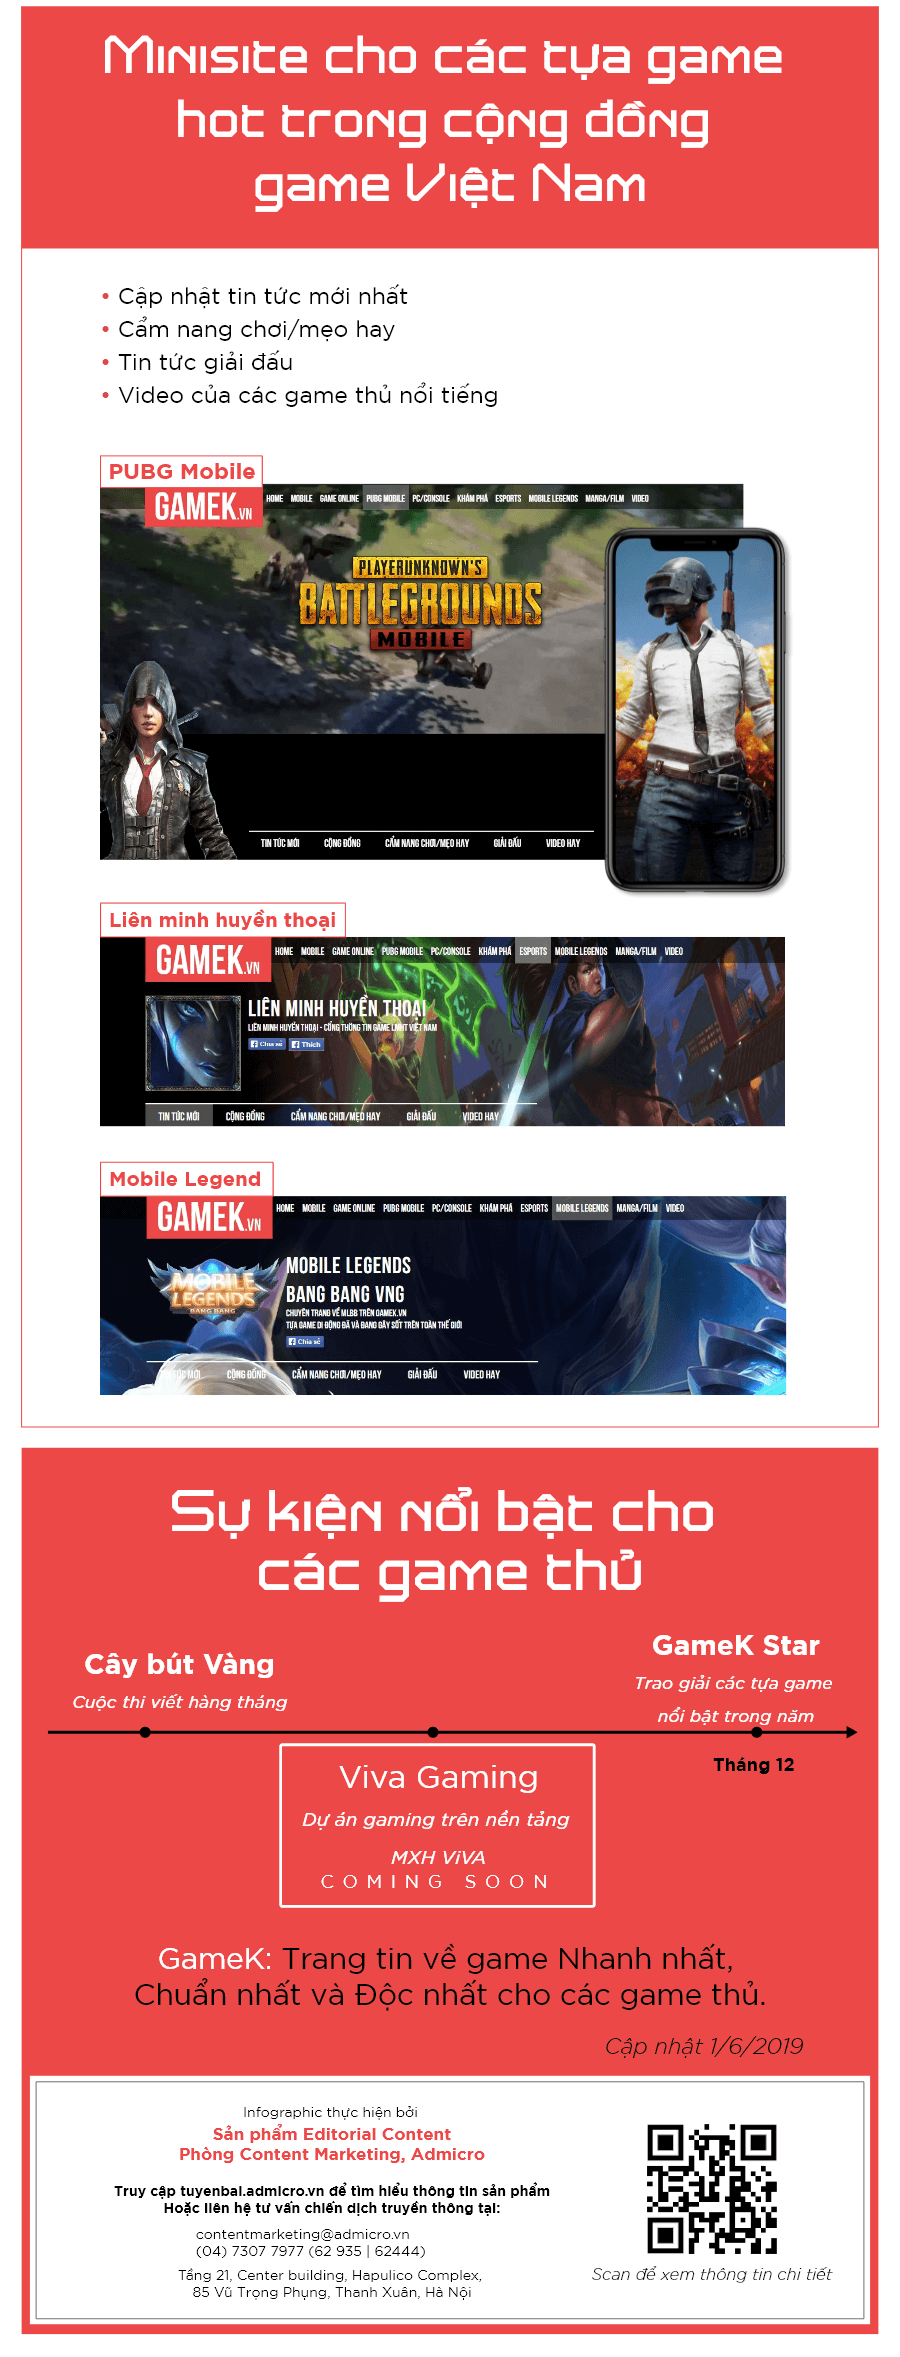 Minisite cho các tựa game
hot trong cộng đồng
game Việt Nam
• Cập nhật tin tức mới nhất
• Cẩm nang chơi/mẹo hay
• Tin tức giải đấu
• Video của các game thủ nổi tiếng
PUBG Mobile
GAMEK.VN
HOME MOBILE GAME ONLINE PUBG MOBILE PC/CONSOLE KHÁM PHÁ ESPORTS MOBILE LEGENDS MANGA/FILM VIDEO
PLAYERUNKNOWN'S
BATTLEGROUNDS
MOBILE
TIN TỨC MỚI CỘNG ĐỒNG CẨM NANG CHƠI/MẸO HAY GIẢI ĐẤU VIDEO HAY
Liên minh huyền thoại
GAMEK.VN
HOME MOBILE GAME ONLINE PUBG MOBILE PC/CONSOLE KHÁM PHÁ ESPORTS MOBILE LEGENDS MANGA/FILM VIDEO
LIÊN MINH HUYỀN THOẠI
LIÊN MINH HUYỀN THOẠI - CỔNG THÔNG TIN GAME LMHT VIỆT NAM
Chia sẻ Thích
TIN TỨC MỚI CỘNG ĐỒNG CẨM NANG CHƠI/MẸO HAY GIẢI ĐẤU VIDEO HAY
Mobile Legend
GAMEK.VN
HOME MOBILE GAME ONLINE PUBG MOBILE PC/CONSOLE KHÁM PHÁ ESPORTS MOBILE LEGENDS MANGA/FILM VIDEO
MOBILE
LEGENDS
BANG BANG
MOBILE LEGENDS
BANG BANG VNG
CHUYÊN TRANG VỀ MLBB TRÊN GAMEK.VN
TỰA GAME DI ĐỘNG ĐÃ VÀ ĐANG GÂY SỐT TRÊN TOÀN THẾ GIỚI
Chia sẻ
TIN TỨC MỚI CỘNG ĐỒNG CẨM NANG CHƠI/MẸO HAY GIẢI ĐẤU VIDEO HAY
Sự kiện nổi bật cho
các game thủ
Cây bút Vàng
Cuộc thi viết hàng tháng
GameK Star
Trao giải các tựa game
nổi bật trong năm
Tháng 12
Viva Gaming
Dự án gaming trên nền tảng
MXH ViVA
COMING SOON
GameK: Trang tin về game Nhanh nhất,
Chuẩn nhất và Độc nhất cho các game thủ.
Cập nhật 1/6/2019
Infographic thực hiện bởi
Sản phẩm Editorial Content
Phòng Content Marketing, Admicro
Truy cập tuyenbai.admicro.vn để tìm hiểu thông tin sản phẩm
Hoặc liên hệ tư vấn chiến dịch truyền thông tại:
contentmarketing@admicro.vn
(04) 7307 7977 (62 935 | 62444)
Tầng 21, Center building, Hapulico Complex,
85 Vũ Trọng Phụng, Thanh Xuân, Hà Nội
Scan để xem thông tin chi tiết